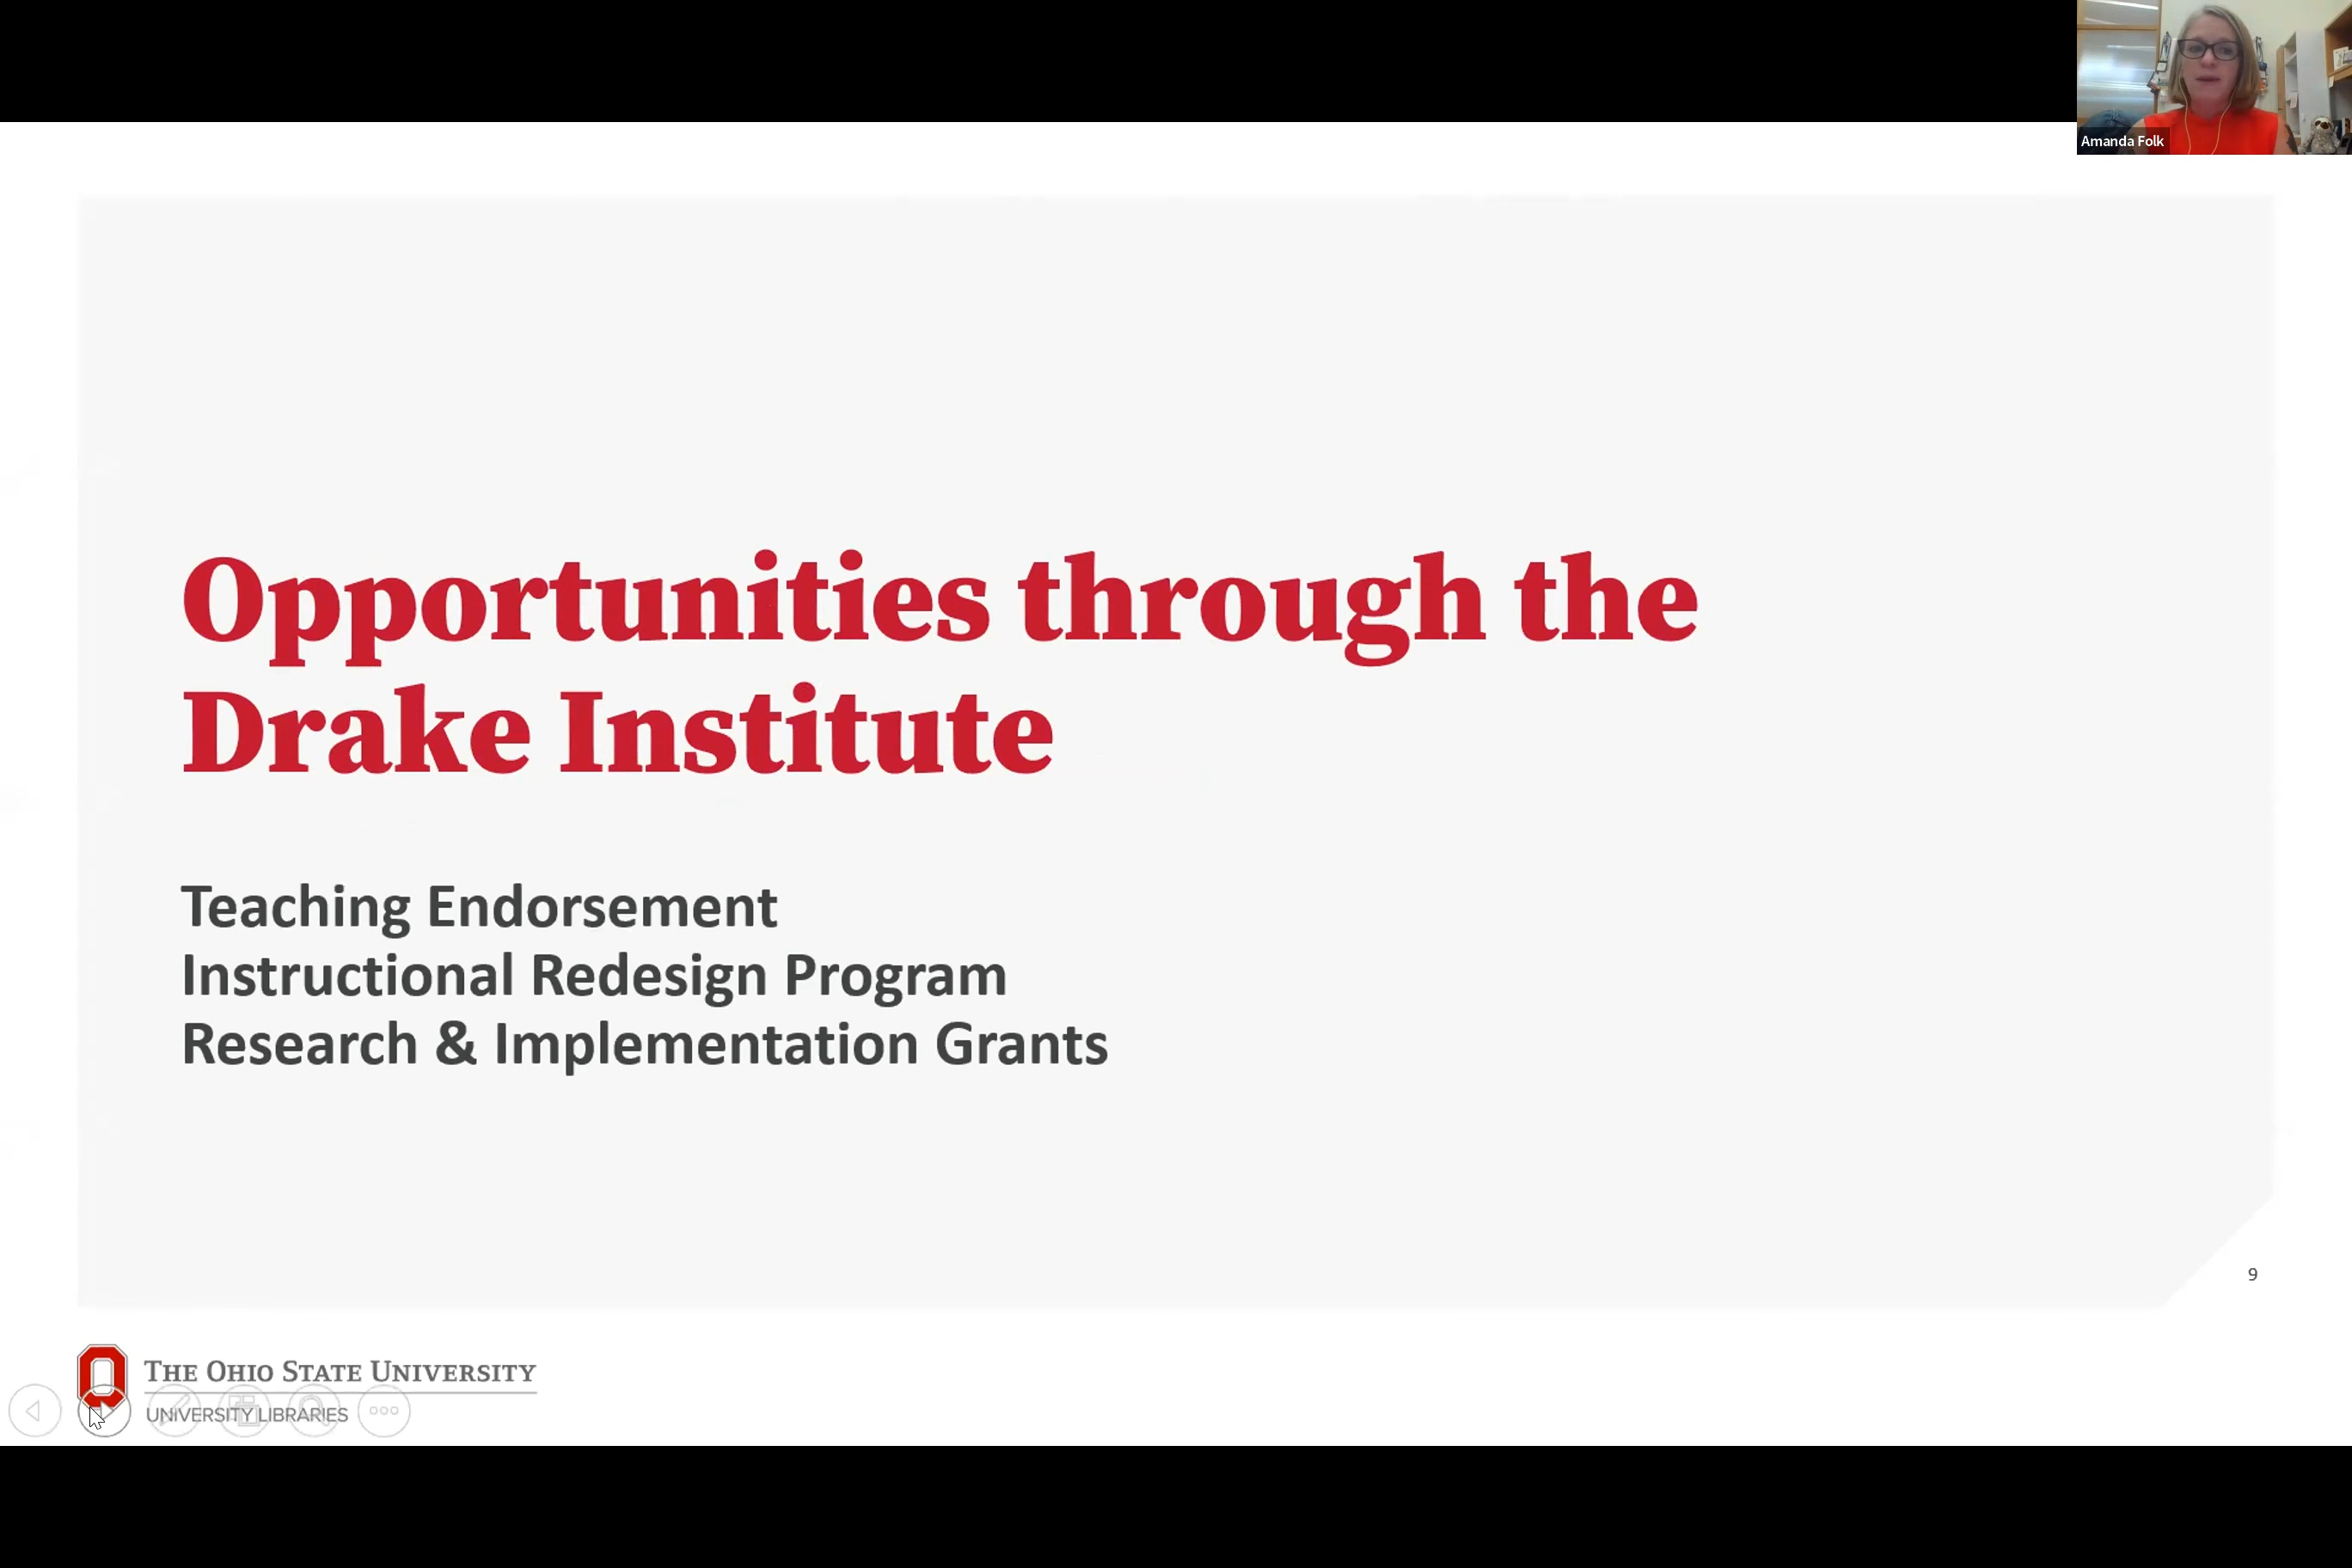 Amanda Folk
Opportunities through the
Drake Institute
Teaching Endorsement
Instructional Redesign Program
Research & Implementation Grants
9
THE OHIO STATE UNIVERSITY
UNIVERSITY LIBRARIES